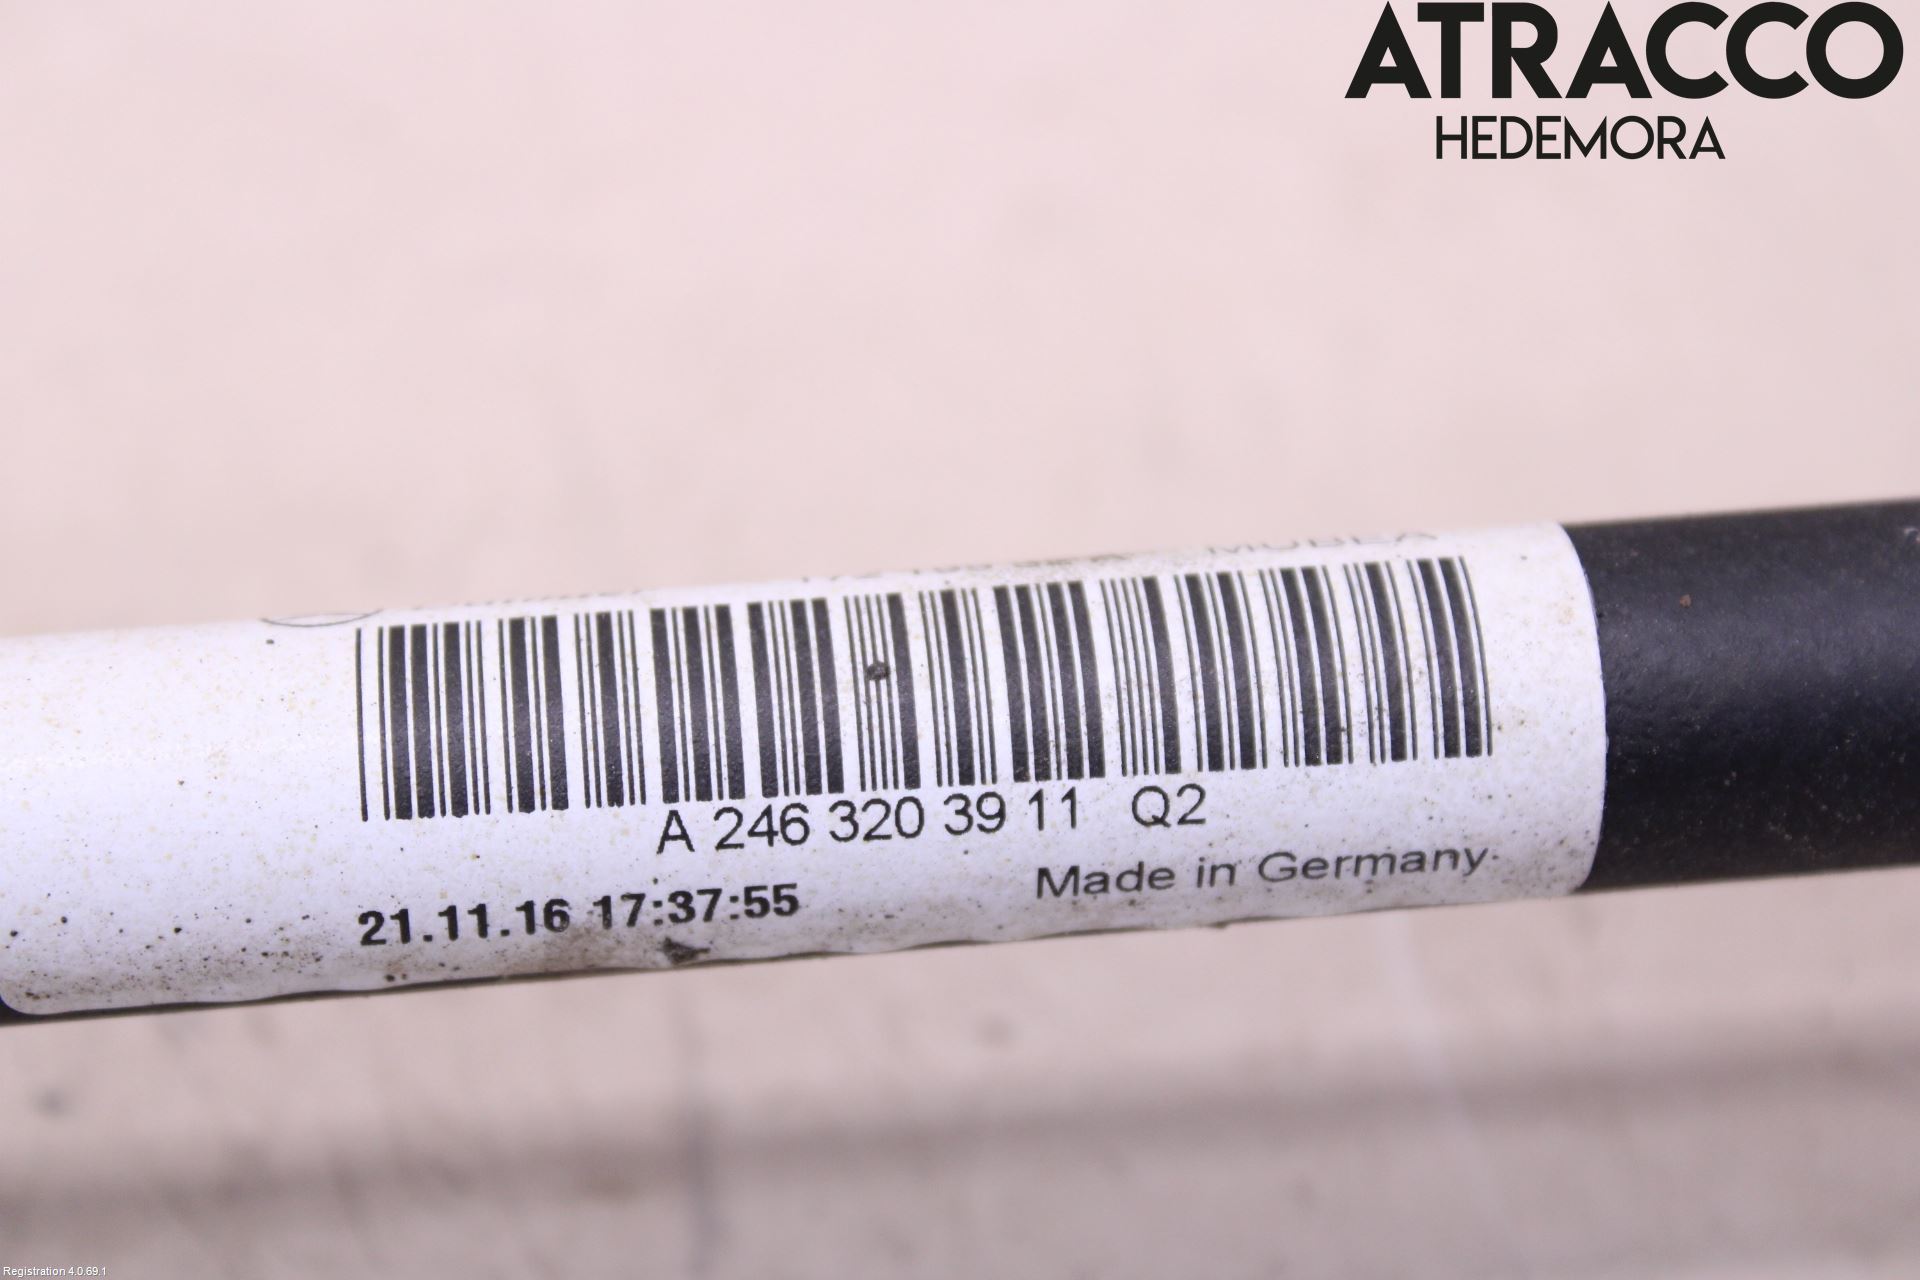 ATRACCO
HEDEMORA
MUBEA
A 246 320 39 11 Q2
Made in Germany
21.11.16 17:37:55
Registration 4.0.69.1